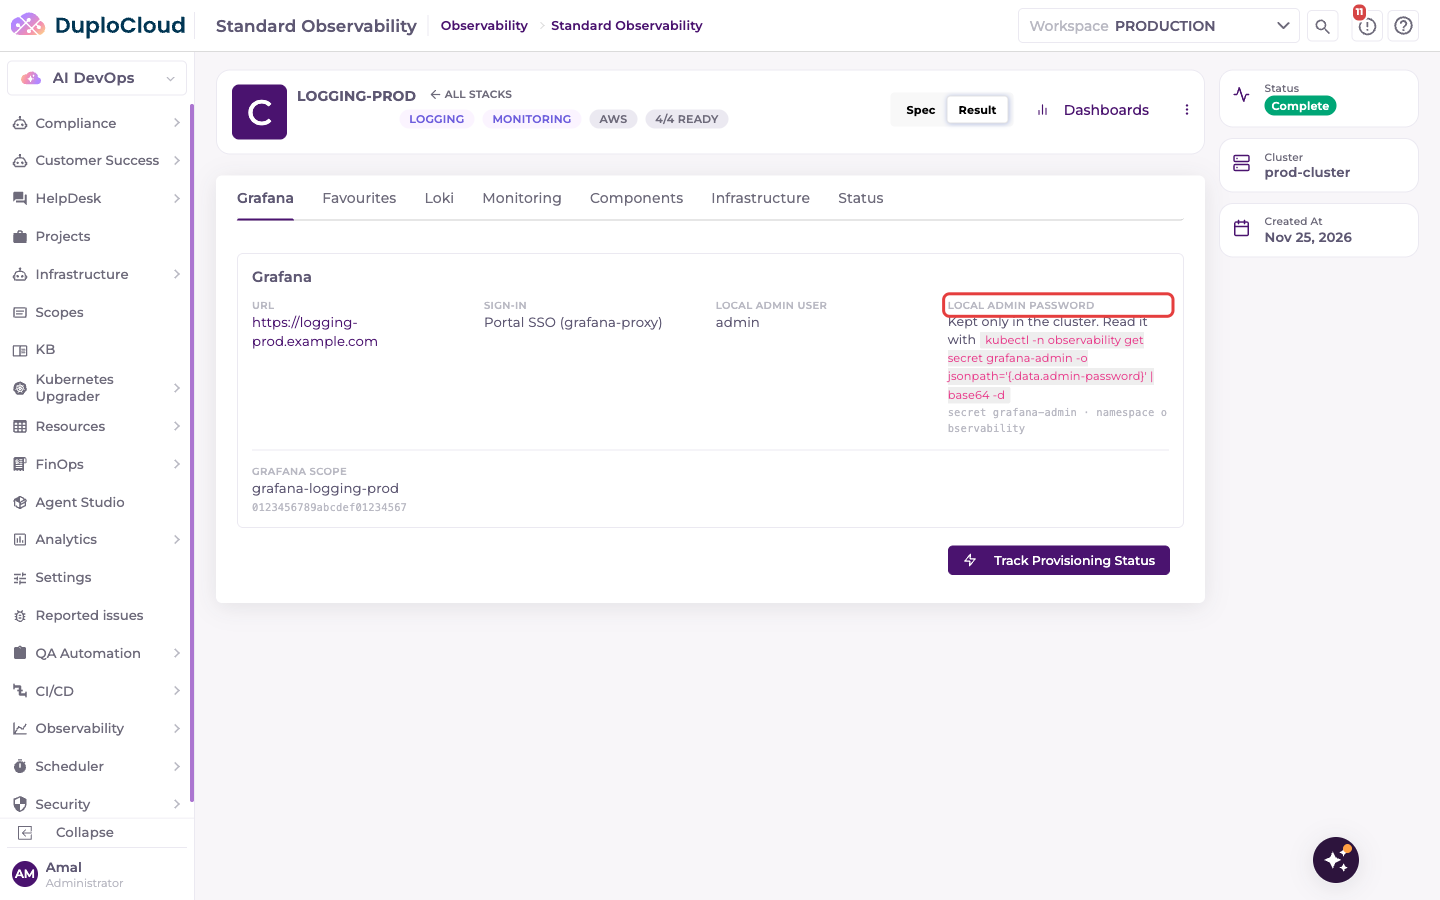 DuploCloud
Standard Observability
Observability
Standard Observability
Workspace PRODUCTION
11
AI DevOps
Compliance
Customer Success
HelpDesk
Projects
Infrastructure
Scopes
KB
Kubernetes
Upgrader
Resources
FinOps
Agent Studio
Analytics
Settings
Reported issues
QA Automation
CI/CD
Observability
Scheduler
Security
Collapse
AM
Amal
Administrator
C
LOGGING-PROD
ALL STACKS
LOGGING
MONITORING
AWS
4/4 READY
Spec
Result
Dashboards
Grafana
Favourites
Loki
Monitoring
Components
Infrastructure
Status
Grafana
URL
https://logging-
prod.example.com
SIGN-IN
Portal SSO (grafana-proxy)
LOCAL ADMIN USER
admin
LOCAL ADMIN PASSWORD
Kept only in the cluster. Read it
with kubectl -n observability get
secret grafana-admin -o
jsonpath='{.data.admin-password}' |
base64 -d
secret grafana-admin · namespace o
bservability
GRAFANA SCOPE
grafana-logging-prod
0123456789abcdef01234567
Track Provisioning Status
Status
Complete
Cluster
prod-cluster
Created At
Nov 25, 2026